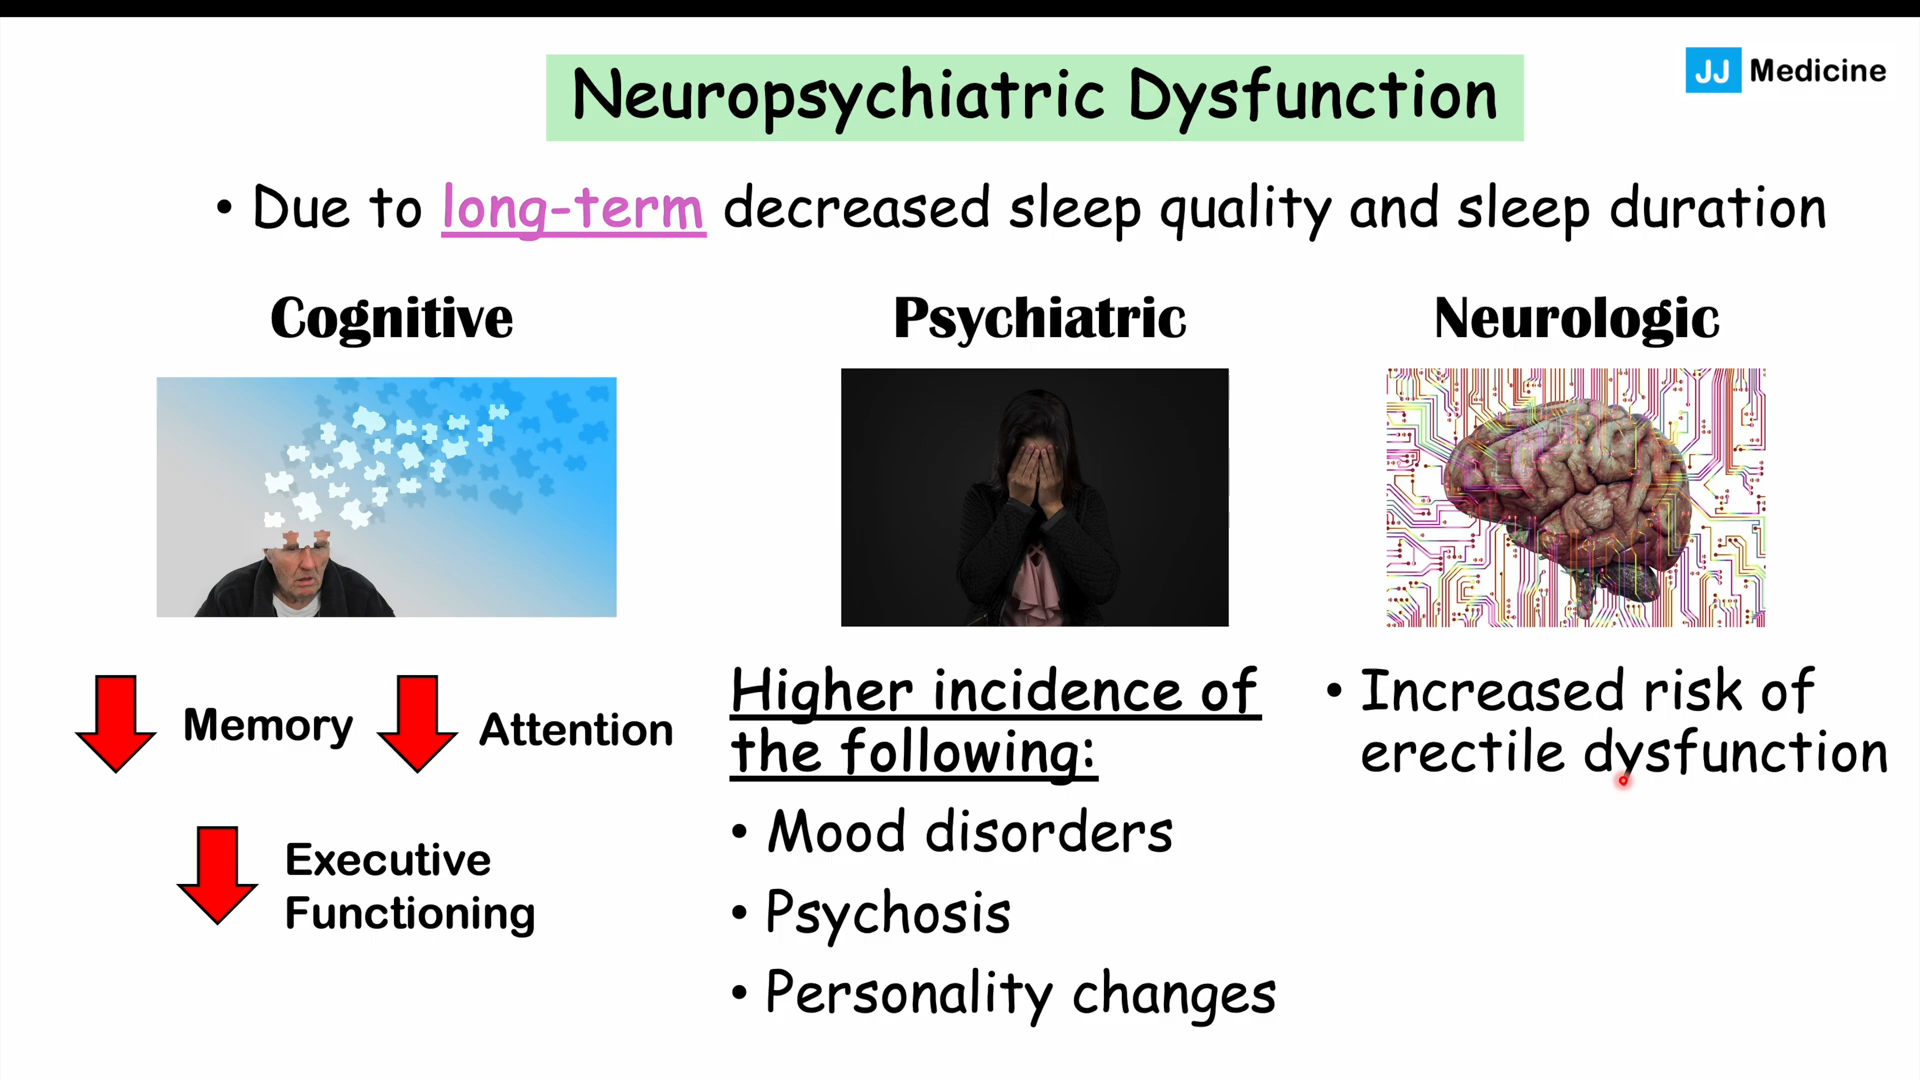 Neuropsychiatric Dysfunction
JJ Medicine
• Due to long-term decreased sleep quality and sleep duration
Cognitive
Psychiatric
Neurologic
Memory
Attention
Executive
Functioning
Higher incidence of
the following:
• Mood disorders
• Psychosis
• Personality changes
• Increased risk of
erectile dysfunction